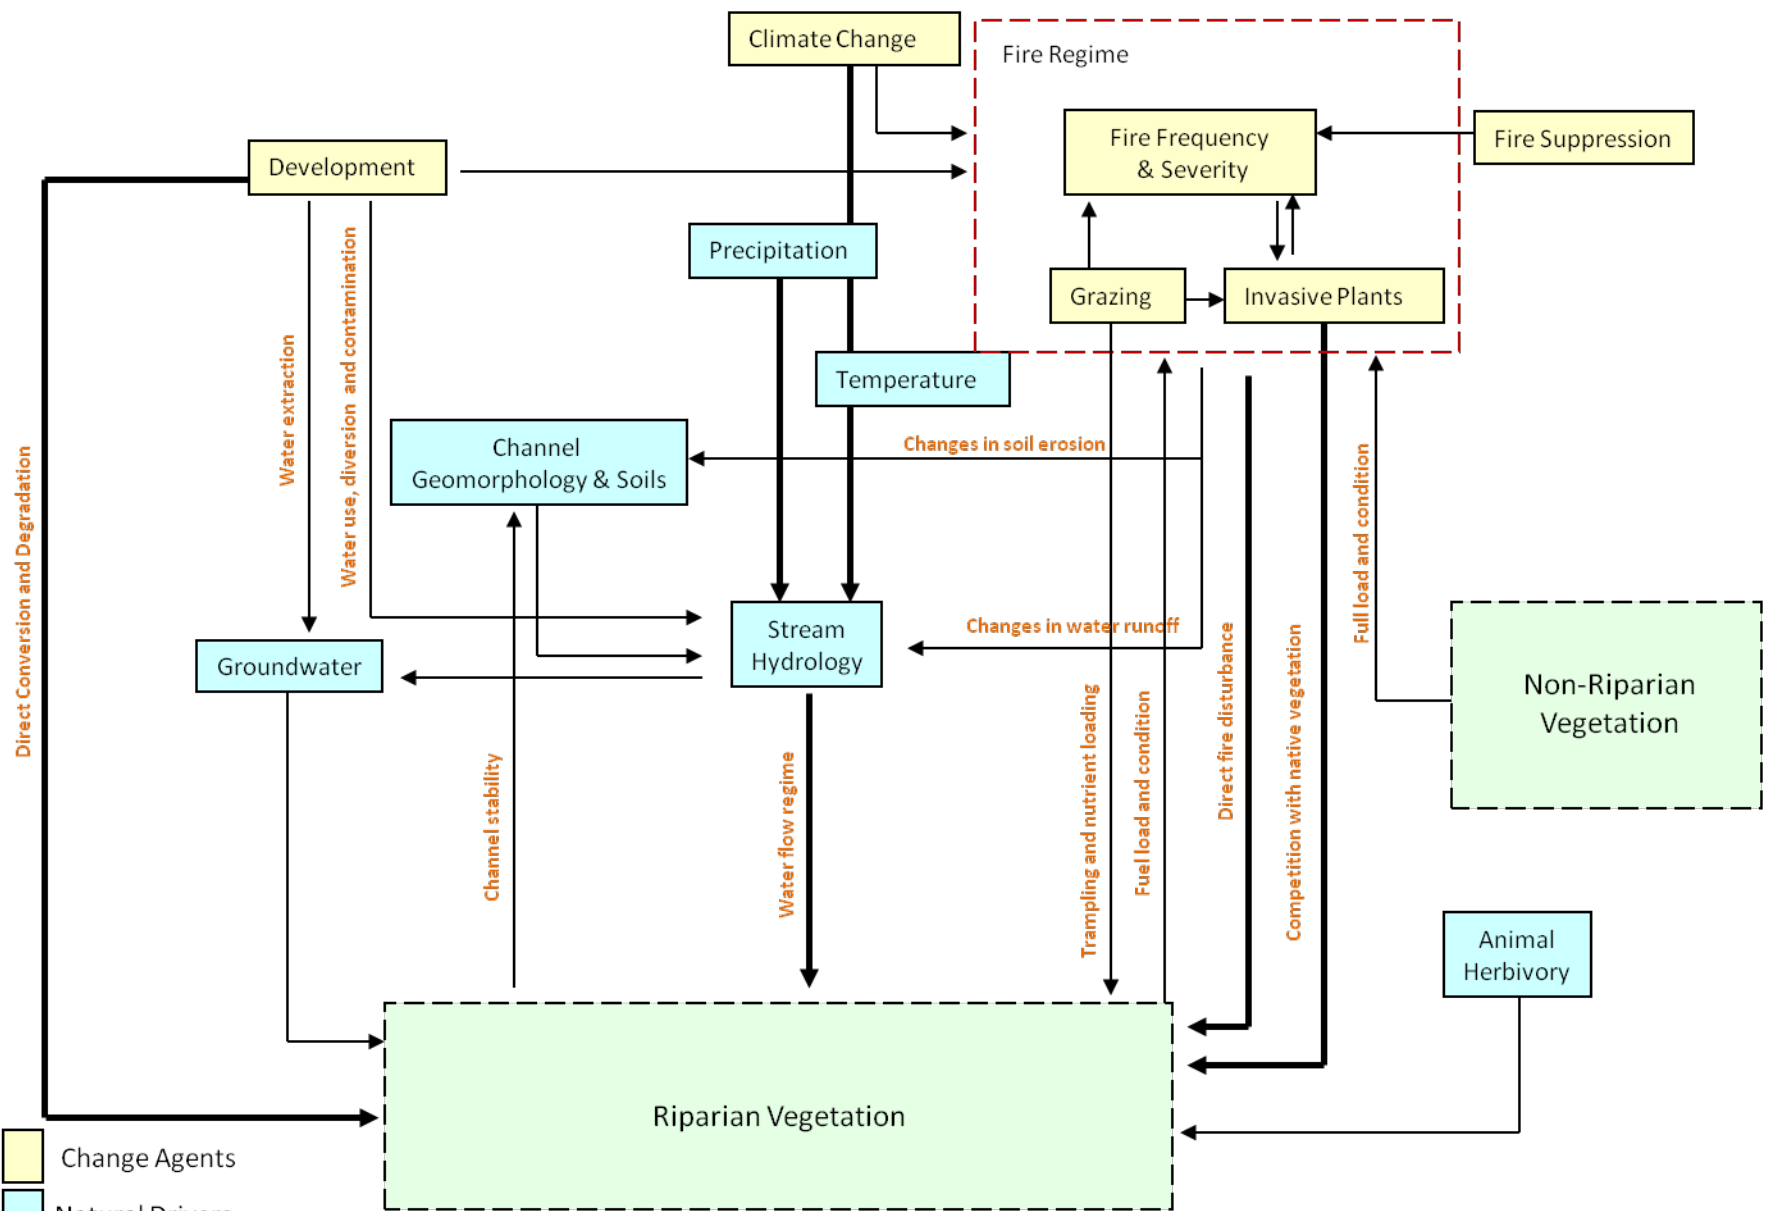 Climate Change
Fire Regime
Fire Frequency
& Severity
Fire Suppression
Development
Precipitation
Grazing
Invasive Plants
Temperature
Channel
Geomorphology & Soils
Changes in soil erosion
Water extraction
Water use, diversion and contamination
Direct Conversion and Degradation
Full load and condition
Stream
Hydrology
Changes in water runoff
Groundwater
Non-Riparian
Vegetation
Channel stability
Water flow regime
Trampling and nutrient loading
Fuel load and condition
Direct fire disturbance
Competition with native vegetation
Animal
Herbivory
Riparian Vegetation
Change Agents
Natural Drivers